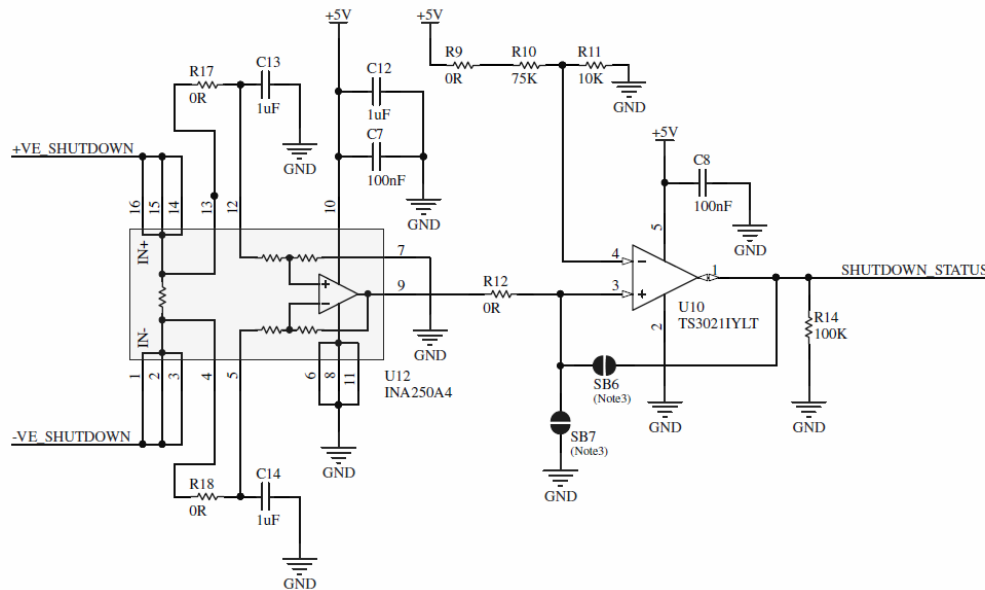 +5V
+5V
R9
0R
R10
75K
R11
10K
GND
R17
0R
C13
1uF
GND
C12
1uF
C7
100nF
GND
+5V
C8
100nF
GND
+VE_SHUTDOWN
16
15
14
13
12
10
IN+
7
9
GND
IN-
1
2
3
4
5
6
8
11
U12
INA250A4
GND
R12
0R
4
3
5
2
1
U10
TS3021IYLT
GND
SHUTDOWN_STATUS
R14
100K
GND
SB6
(Note3)
SB7
(Note3)
GND
-VE_SHUTDOWN
R18
0R
C14
1uF
GND